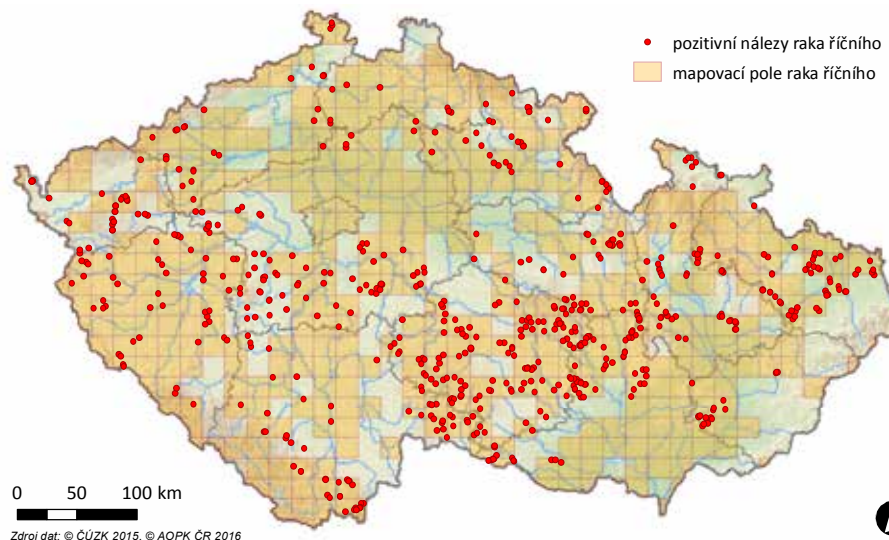 pozitivní nálezy raka říčního
mapovací pole raka říčního
0 50 100 km
Zdroj dat: © ČÚZK 2015, © AOPK ČR 2016